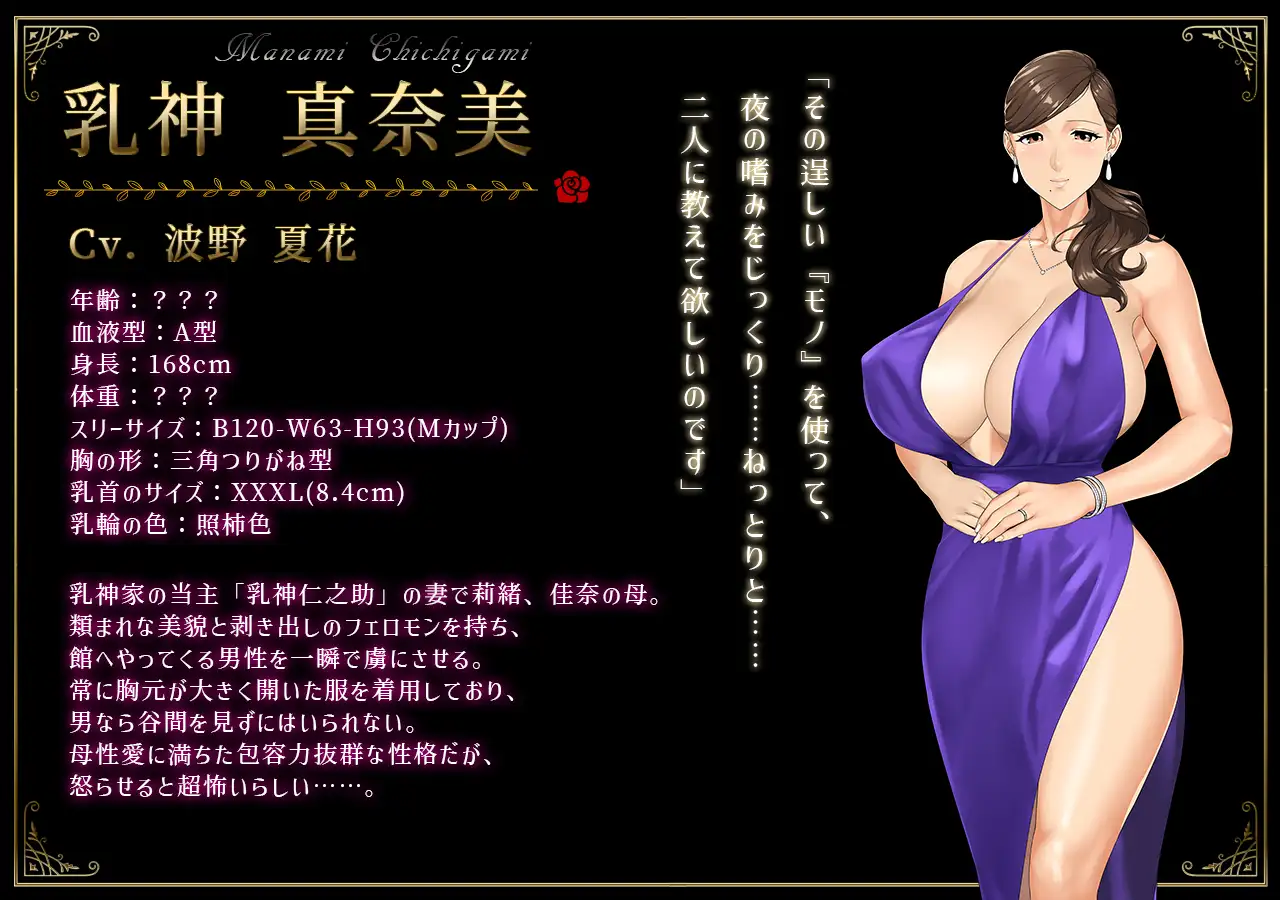 Manami Chichigami
乳神 真奈美
Cv. 波野 夏花
年齢：？？？
血液型：A型
身長：168cm
体重：？？？
スリーサイズ：B120-W63-H93(Mカップ)
胸の形：三角つりがね型
乳首のサイズ：XXXL(8.4cm)
乳輪の色：照柿色
乳神家の当主「乳神仁之助」の妻で莉緒、佳奈の母。
類まれな美貌と剥き出しのフェロモンを持ち、
館へやってくる男性を一瞬で虜にさせる。
常に胸元が大きく開いた服を着用しており、
男なら谷間を見ずにはいられない。
母性愛に満ちた包容力抜群な性格だが、
怒らせると超怖いらしい……。
「その逞しい『モノ』を使って、
夜の嗜みをじっくり……ねっとりと……
二人に教えて欲しいのです」